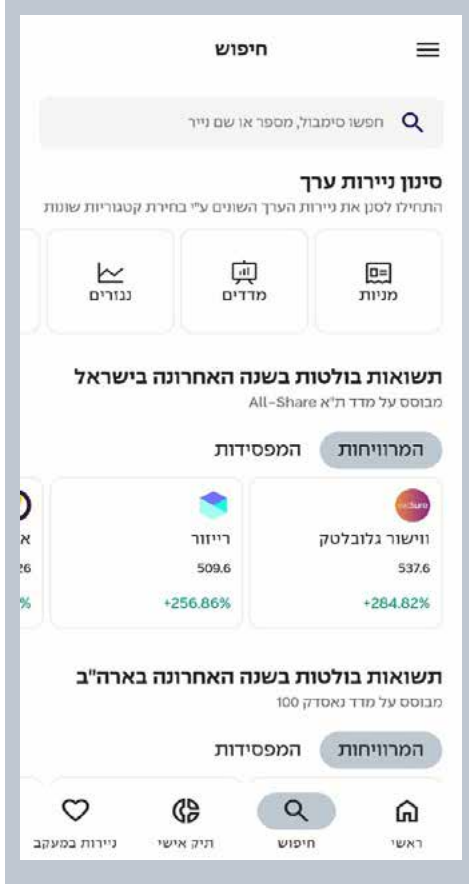 חיפוש
חפשו סימבול, מספר או שם נייר
סינון ניירות ערך
התחילו לסנן את ניירות הערך השונים ע"י בחירת קטגוריות שונות
מניות
מדדים
נגזרים
תשואות בולטות בשנה האחרונה בישראל
מבוסס על מדד ת"א All-Share
המרוויחות
המפסידות
ווישור גלובלטק
537.6
+284.82%
רייזור
509.6
+256.86%
א
26
%
תשואות בולטות בשנה האחרונה בארה"ב
מבוסס על מדד נאסדק 100
המרוויחות
המפסידות
ראשי
חיפוש
תיק אישי
ניירות במעקב